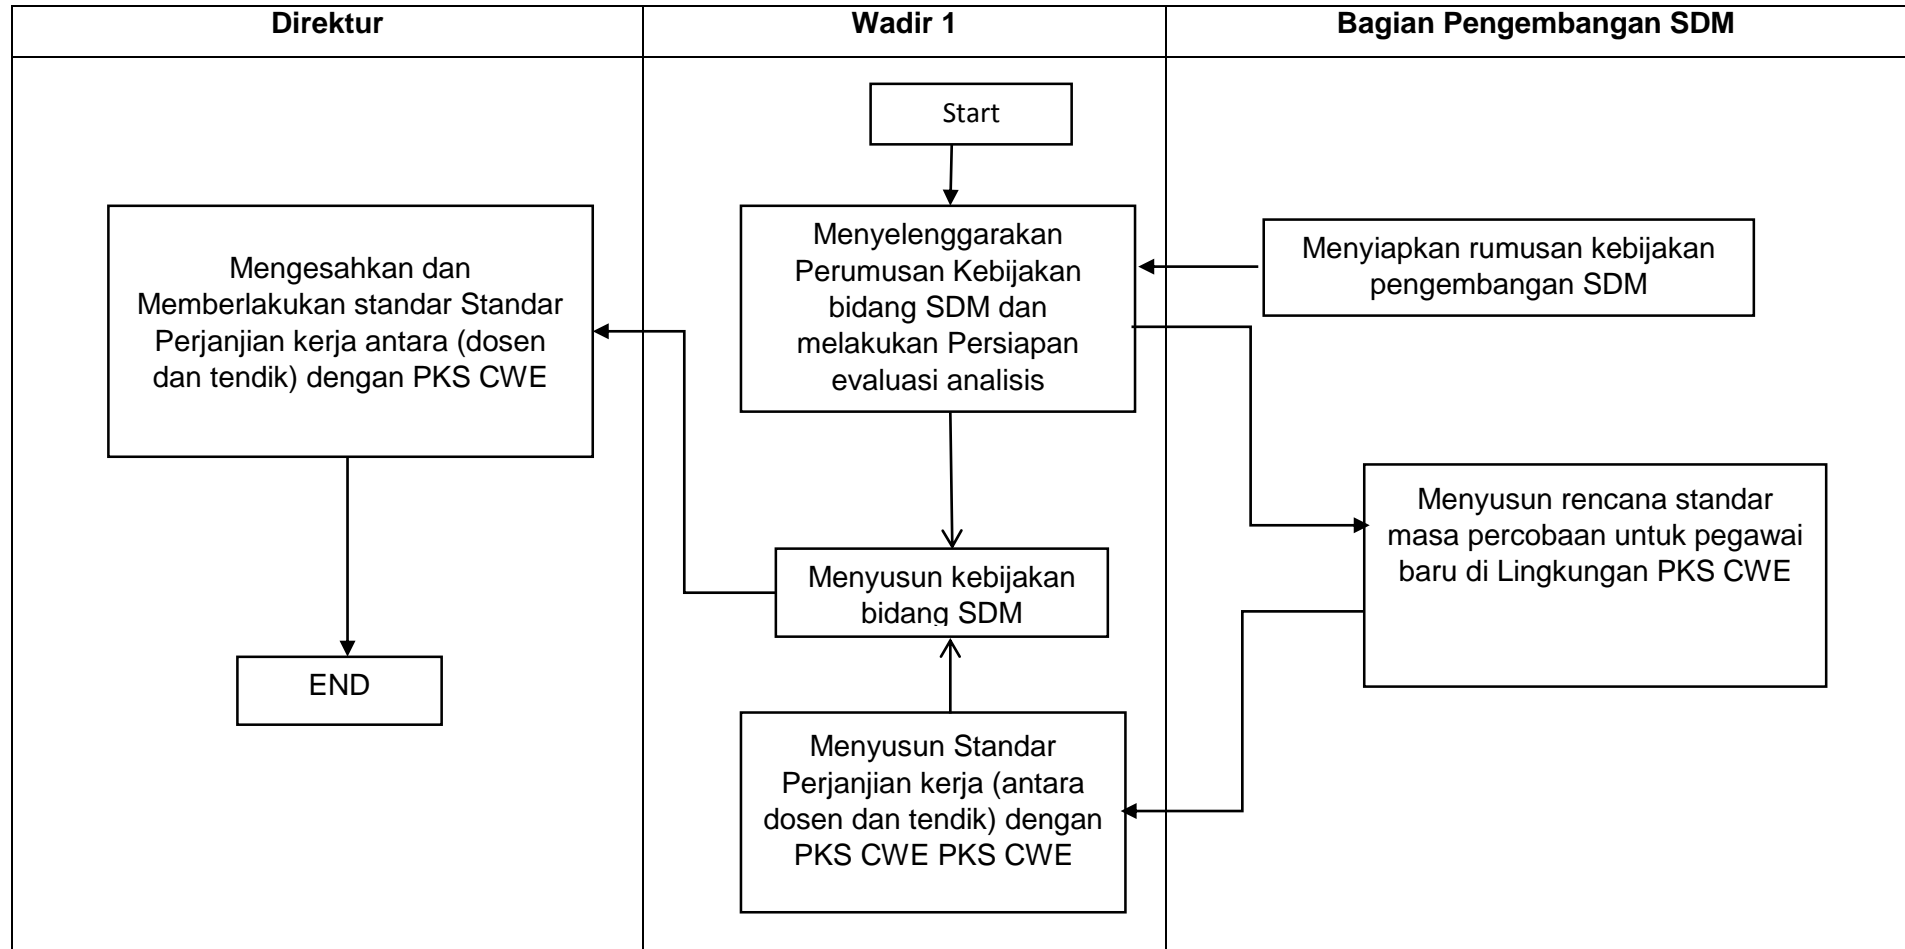 Direktur
Wadir 1
Bagian Pengembangan SDM
Start
Mengesahkan dan
Memberlakukan standar Standar
Perjanjian kerja antara (dosen
dan tendik) dengan PKS CWE
Menyelenggarakan
Perumusan Kebijakan
bidang SDM dan
melakukan Persiapan
evaluasi analisis
Menyiapkan rumusan kebijakan
pengembangan SDM
Menyusun rencana standar
masa percobaan untuk pegawai
baru di Lingkungan PKS CWE
Menyusun kebijakan
bidang SDM
END
Menyusun Standar
Perjanjian kerja (antara
dosen dan tendik) dengan
PKS CWE PKS CWE